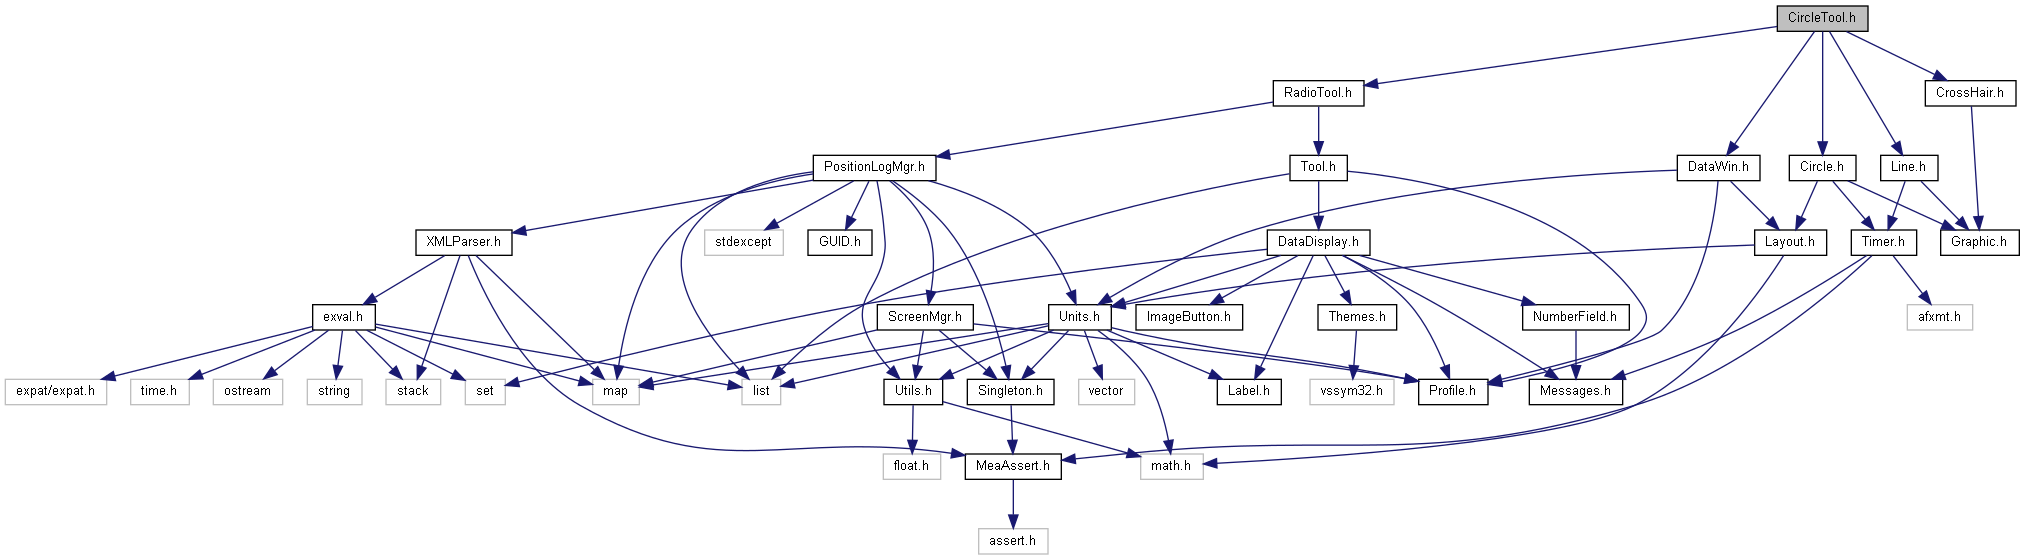 CircleTool.h
RadioTool.h
CrossHair.h
PositionLogMgr.h
Tool.h
DataWin.h
Circle.h
Line.h
XMLParser.h
stdexcept
GUID.h
DataDisplay.h
Layout.h
Timer.h
Graphic.h
exval.h
ScreenMgr.h
Units.h
ImageButton.h
Themes.h
NumberField.h
afxmt.h
expat/expat.h
time.h
ostream
string
stack
set
map
list
Utils.h
Singleton.h
vector
Label.h
vssym32.h
Profile.h
Messages.h
float.h
MeaAssert.h
math.h
assert.h